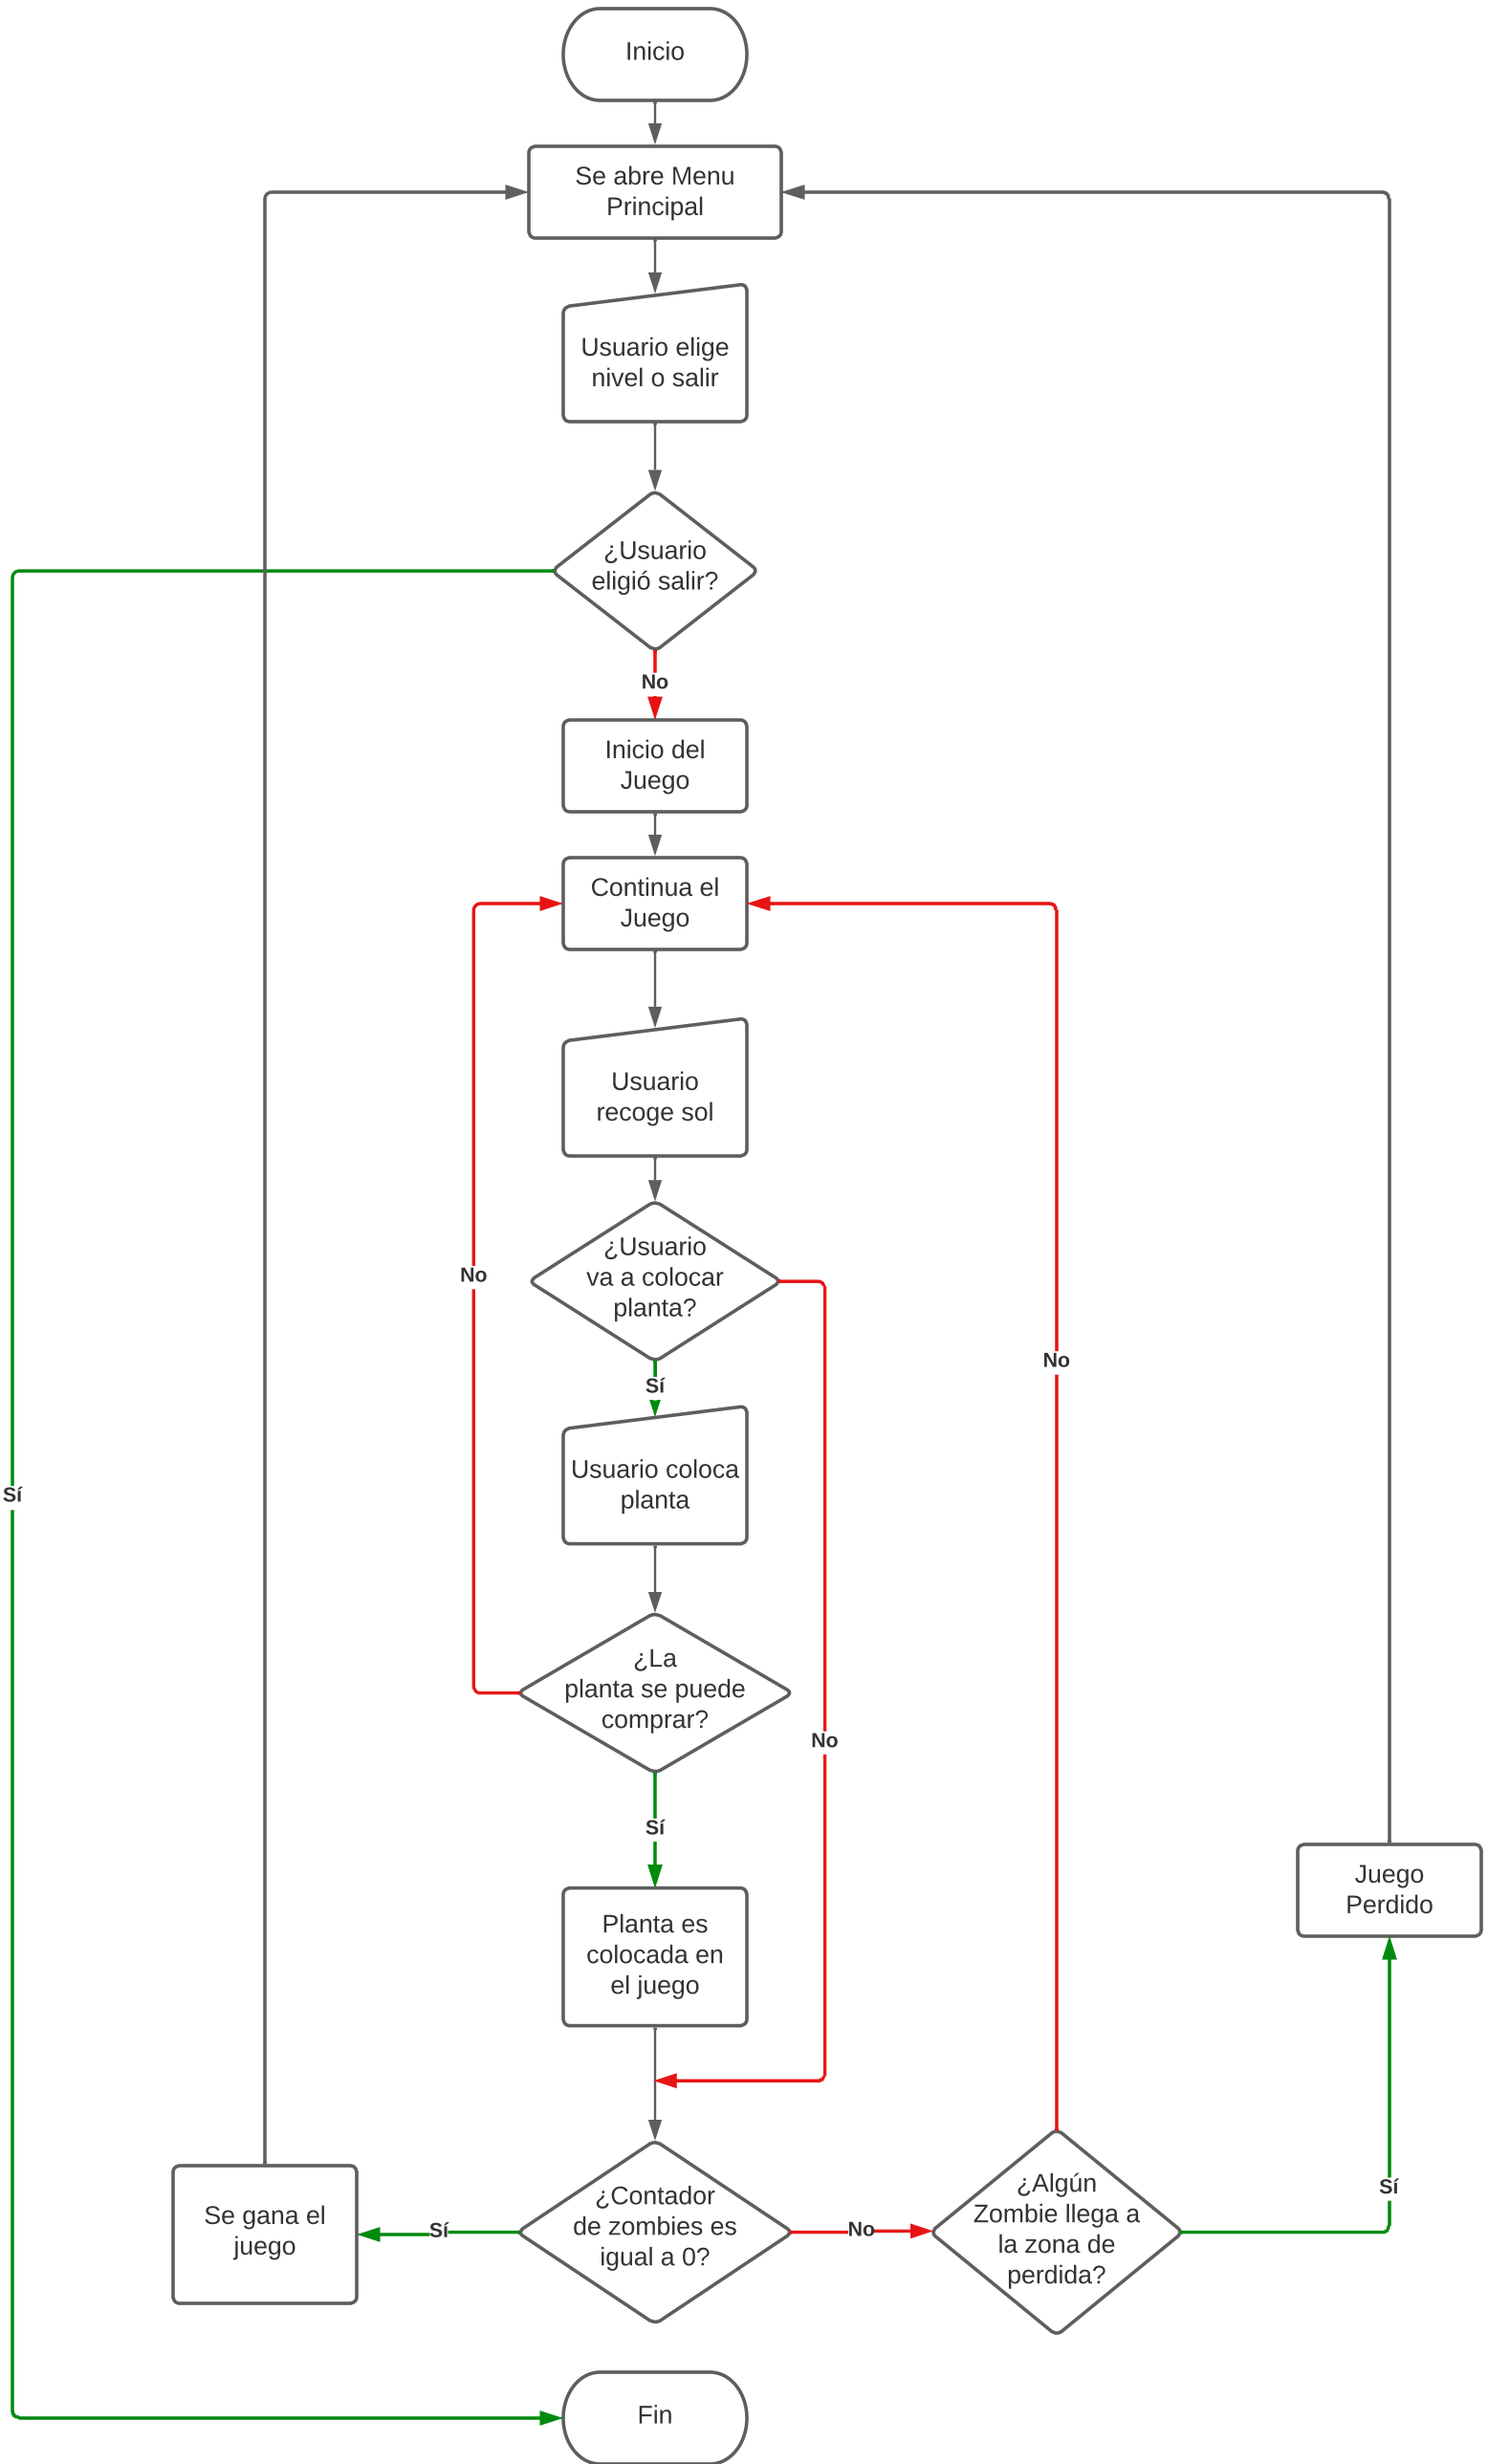 Inicio
Se abre Menu
Principal
Usuario elige
nivel o salir
¿Usuario
eligió salir?
No
Inicio del
Juego
Continua el
Juego
Usuario
recoge sol
¿Usuario
va a colocar
planta?
No
No
Sí
Usuario coloca
planta
Sí
¿La
planta se puede
comprar?
No
Sí
Juego
Perdido
Planta es
colocada en
el juego
¿Contador
de zombies es
igual a 0?
Se gana el
juego
Sí
No
¿Algún
Zombie llega a
la zona de
perdida?
Sí
Fin